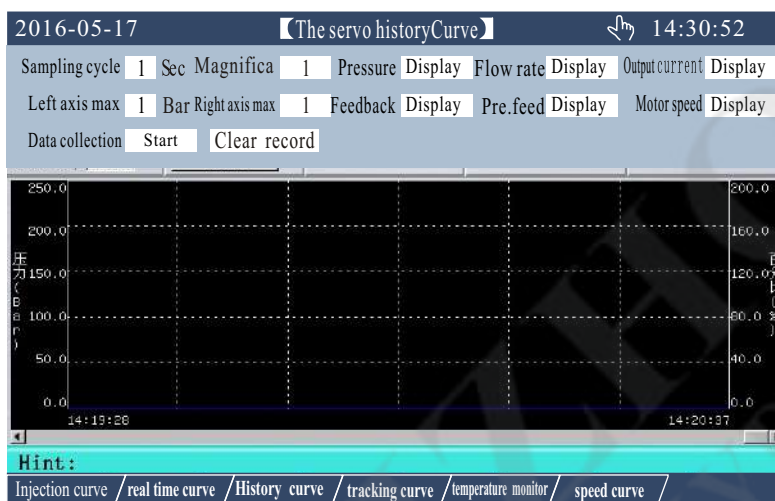 2016-05-17 【The servo historyCurve】 14:30:52
Sampling cycle 1 Sec Magnifica 1 Pressure Display Flow rate Display Output current Display
Left axis max 1 Bar Right axis max 1 Feedback Display Pre.feed Display Motor speed Display
Data collection Start Clear record
250.0 200.0
200.0 160.0
150.0 120.0
100.0 80.0
50.0 40.0
0.0 0.0
压力(Bar)
14:19:28 14:20:37
Hint:
Injection curve / real time curve / History curve / tracking curve / temperature monitor / speed curve /